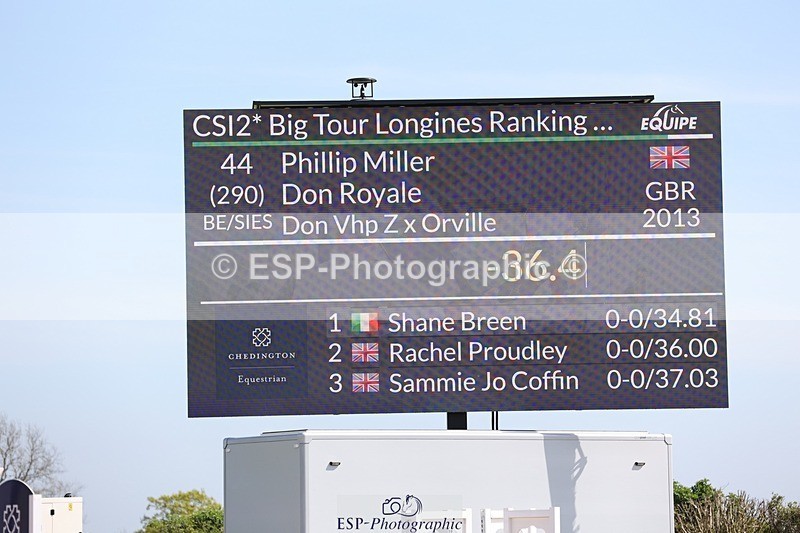 CSI2* Big Tour Longines Ranking ...
EQUIPE
44 Phillip Miller
(290) Don Royale GBR
BE/SIES Don Vhp Z x Orville 2013
-36.4
© ESP-Photographic ©
1 Shane Breen 0-0/34.81
2 Rachel Proudley 0-0/36.00
3 Sammie Jo Coffin 0-0/37.03
CHEDINGTON
Equestrian
ESP-Photographic